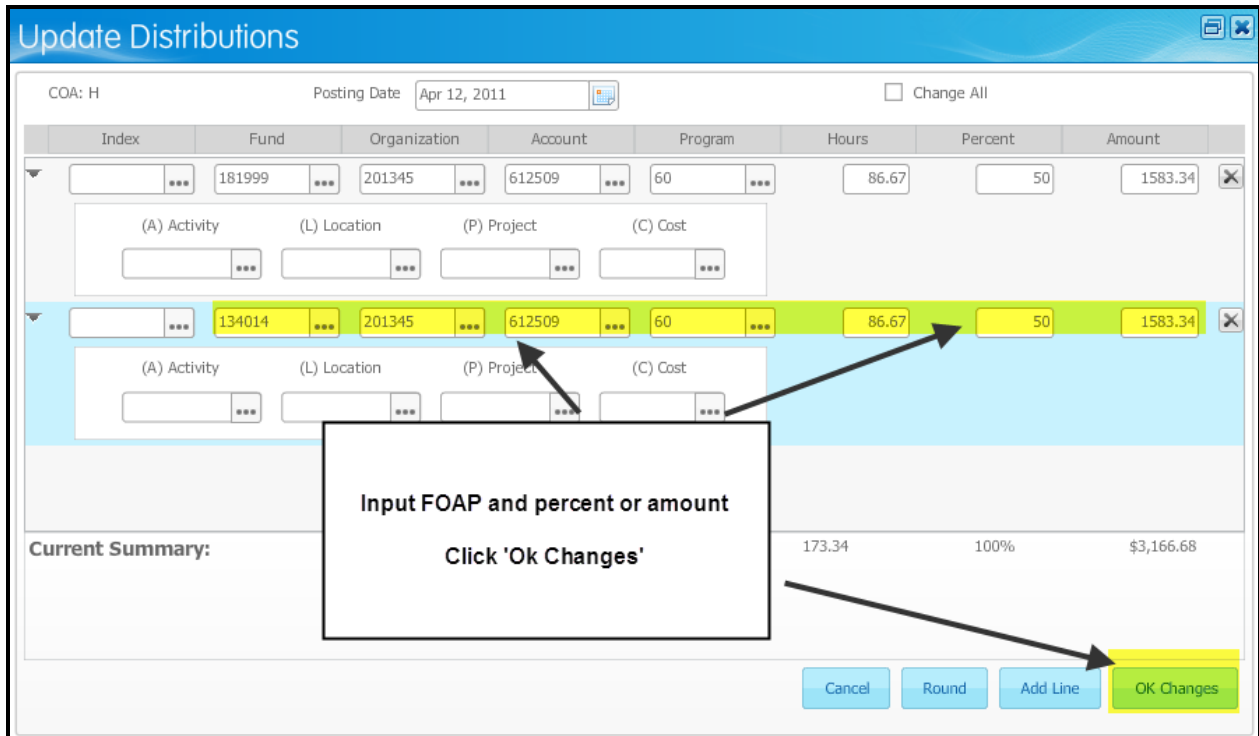 Update Distributions
COA: H Posting Date Apr 12, 2011 Change All
Index Fund Organization Account Program Hours Percent Amount
181999 201345 612509 60 86.67 50 1583.34
(A) Activity (L) Location (P) Project (C) Cost
134014 201345 612509 60 86.67 50 1583.34
(A) Activity (L) Location (P) Project (C) Cost
Input FOAP and percent or amount
Click 'Ok Changes'
Current Summary: 173.34 100% $3,166.68
Cancel Round Add Line OK Changes